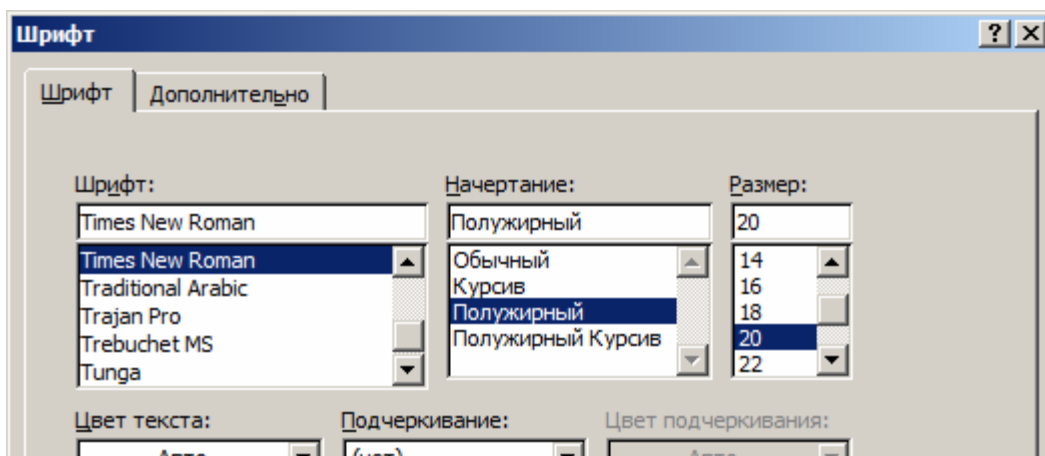 Шрифт
Шрифт Дополнительно
Шрифт: Начертание: Размер:
Times New Roman Полужирный 20
Times New Roman Обычный 14
Traditional Arabic Курсив 16
Trajan Pro Полужирный 18
Trebuchet MS Полужирный Курсив 20
Tunga 22
Цвет текста: Подчеркивание: Цвет подчеркивания: